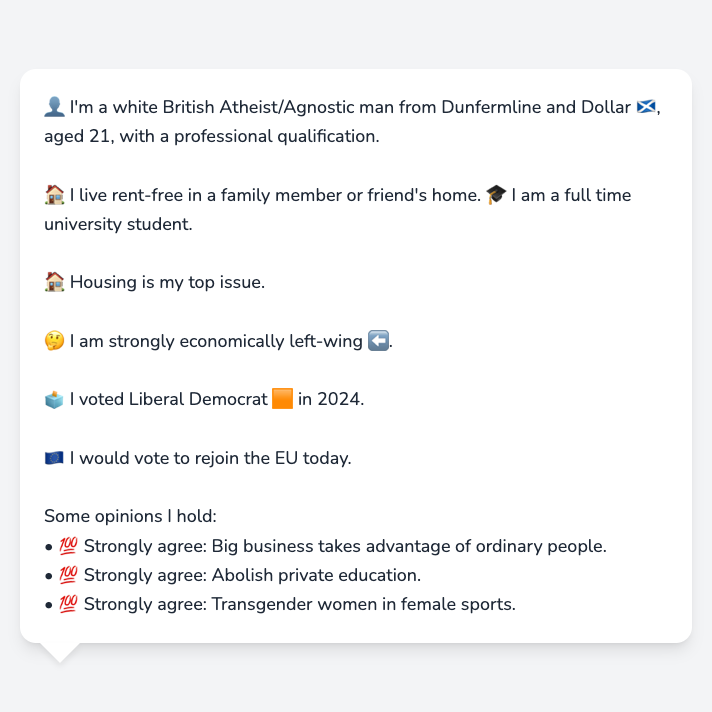 👤 I'm a white British Atheist/Agnostic man from Dunfermline and Dollar 🏴󠁧󠁢󠁳󠁣󠁴󠁿,
aged 21, with a professional qualification.
🏠 I live rent-free in a family member or friend's home. 🎓 I am a full time
university student.
🏠 Housing is my top issue.
🤔 I am strongly economically left-wing ⬅️.
🗳️ I voted Liberal Democrat 🟧 in 2024.
🇪🇺 I would vote to rejoin the EU today.
Some opinions I hold:
• 💯 Strongly agree: Big business takes advantage of ordinary people.
• 💯 Strongly agree: Abolish private education.
• 💯 Strongly agree: Transgender women in female sports.